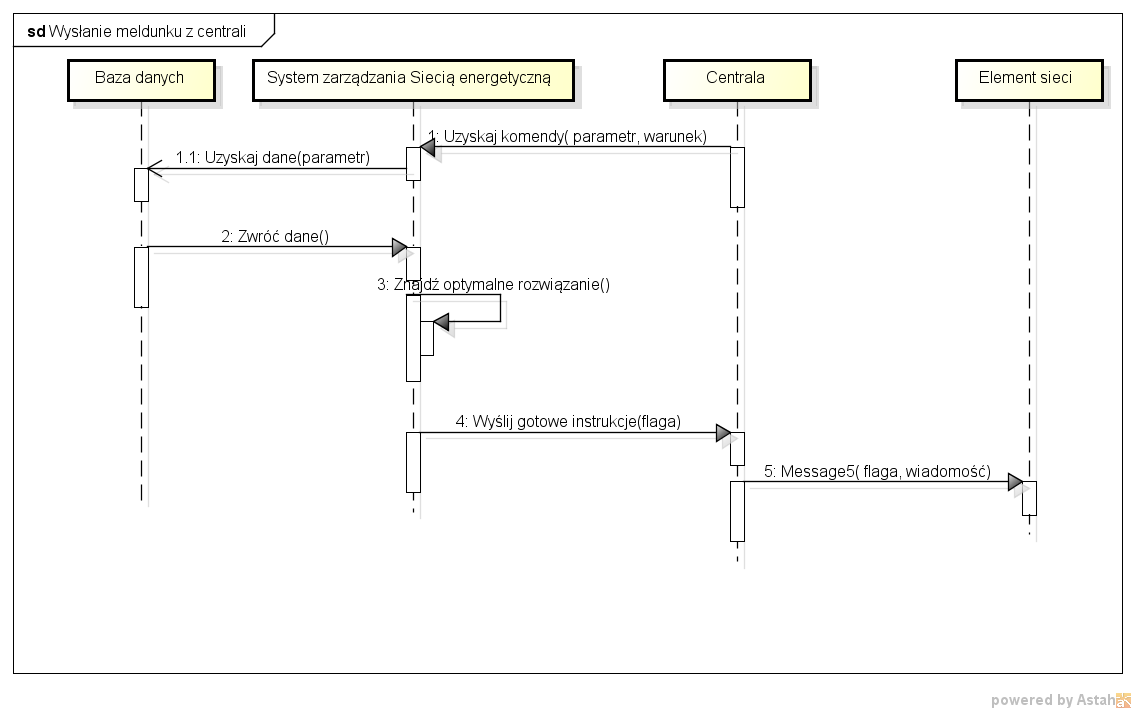 sd Wysłanie meldunku z centrali
Baza danych
System zarządzania Siecią energetyczną
Centrala
Element sieci
1: Uzyskaj komendy( parametr, warunek)
1.1: Uzyskaj dane(parametr)
2: Zwróć dane()
3: Znajdź optymalne rozwiązanie()
4: Wyślij gotowe instrukcje(flaga)
5: Message5( flaga, wiadomość)
powered by Astah